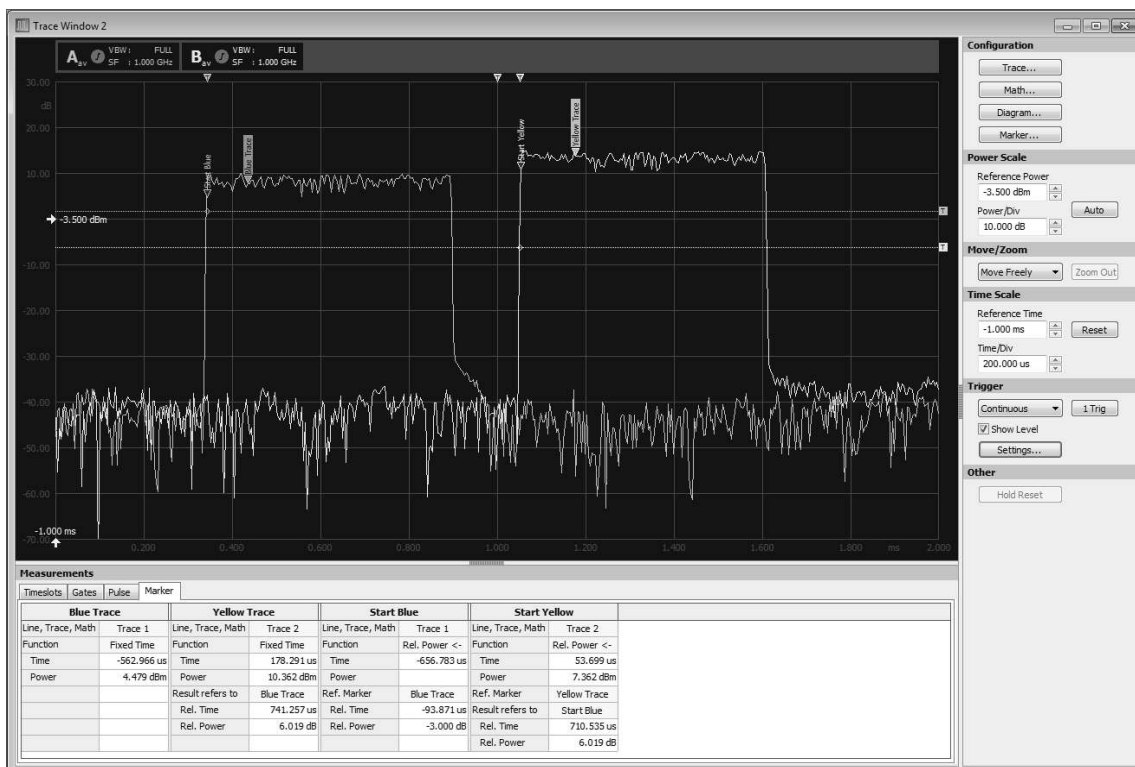 Trace Window 2
A av VBW: FULL
SF : 1.000 GHz
B av VBW: FULL
SF : 1.000 GHz
30.00
dB
20.00
10.00
-3.500 dBm
-10.00
-20.00
-30.00
-40.00
-50.00
-60.00
-70.00
-1.000 ms
0.200 0.400 0.600 0.800 1.000 1.200 1.400 1.600 1.800 ms 2.000
Start Blue
Blue Trace
Start Yellow
Yellow Trace
T
T
Configuration
Trace...
Math...
Diagram...
Marker...
Power Scale
Reference Power
-3.500 dBm
Power/Div
Auto
10.000 dB
Move/Zoom
Move Freely Zoom Out
Time Scale
Reference Time
-1.000 ms Reset
Time/Div
200.000 us
Trigger
Continuous 1 Trig
Show Level
Settings...
Other
Hold Reset
Measurements
Timeslots Gates Pulse Marker
Blue Trace Yellow Trace Start Blue Start Yellow
Line, Trace, Math Trace 1 Line, Trace, Math Trace 2 Line, Trace, Math Trace 1 Line, Trace, Math Trace 2
Function Fixed Time Function Fixed Time Function Rel. Power <- Function Rel. Power <-
Time -562.966 us Time 178.291 us Time -656.783 us Time 53.699 us
Power 4.479 dBm Power 10.362 dBm Power Power 7.362 dBm
Result refers to Blue Trace Ref. Marker Blue Trace Ref. Marker Yellow Trace
Rel. Time 741.257 us Rel. Time -93.871 us Result refers to Start Blue
Rel. Power 6.019 dB Rel. Power -3.000 dB Rel. Time 710.535 us
Rel. Power 6.019 dB